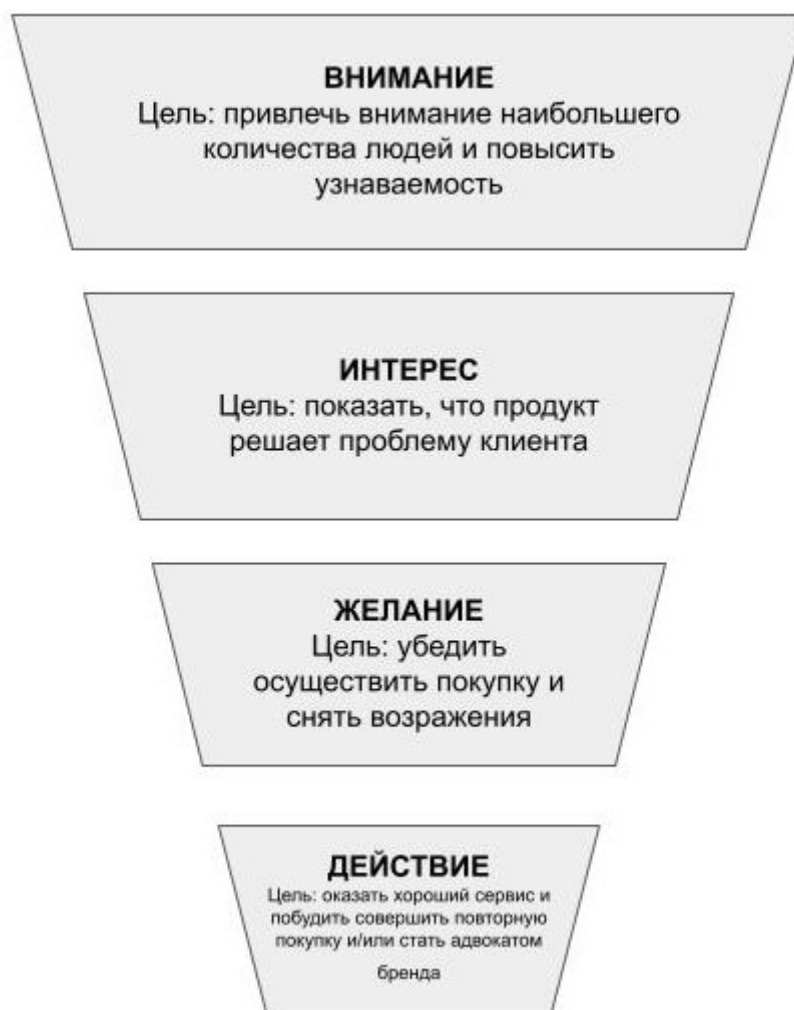 ВНИМАНИЕ
Цель: привлечь внимание наибольшего
количества людей и повысить
узнаваемость
ИНТЕРЕС
Цель: показать, что продукт
решает проблему клиента
ЖЕЛАНИЕ
Цель: убедить
осуществить покупку и
снять возражения
ДЕЙСТВИЕ
Цель: оказать хороший сервис и
побудить совершить повторную
покупку и/или стать адвокатом
бренда